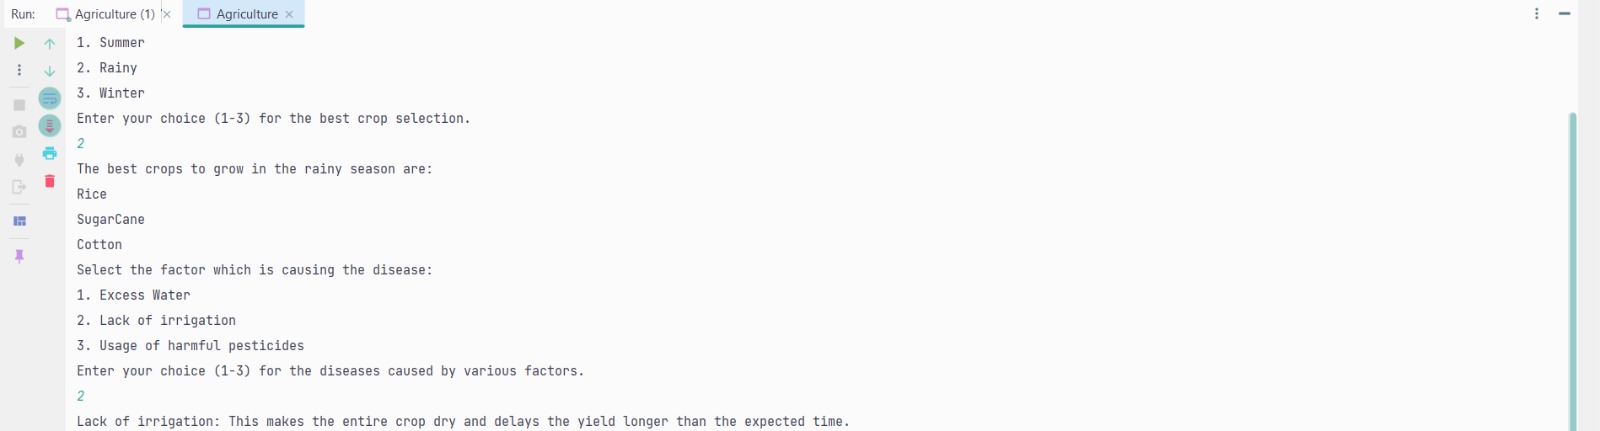 Run: Agriculture (1) Agriculture
1. Summer
2. Rainy
3. Winter
Enter your choice (1-3) for the best crop selection.
2
The best crops to grow in the rainy season are:
Rice
SugarCane
Cotton
Select the factor which is causing the disease:
1. Excess Water
2. Lack of irrigation
3. Usage of harmful pesticides
Enter your choice (1-3) for the diseases caused by various factors.
2
Lack of irrigation: This makes the entire crop dry and delays the yield longer than the expected time.